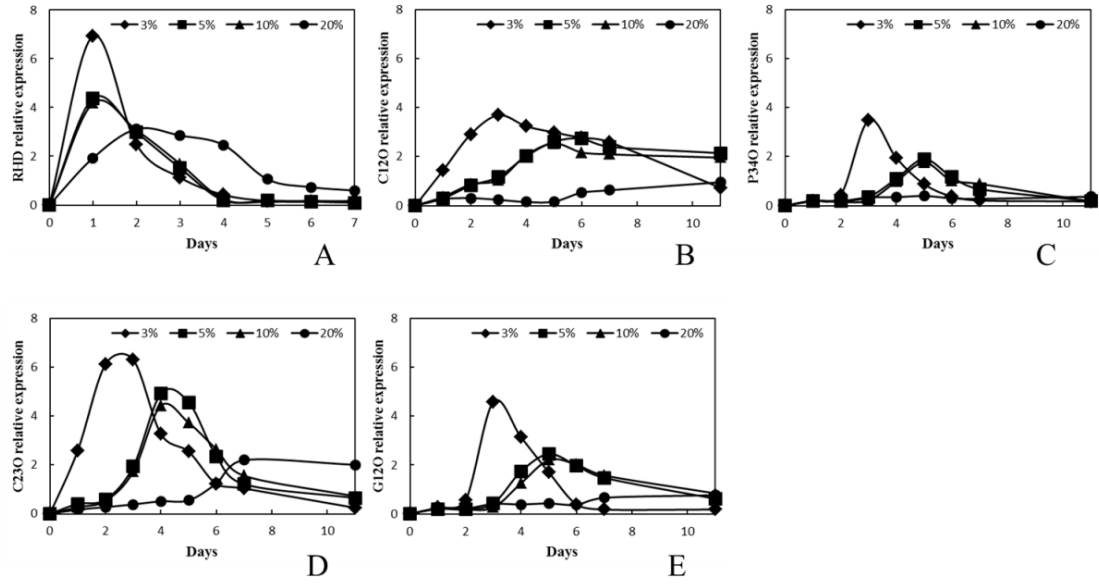 RHD relative expression
8
6
4
2
0
3% 5% 10% 20%
0 1 2 3 4 5 6 7
Days
A
C12O relative expression
8
6
4
2
0
3% 5% 10% 20%
0 2 4 6 8 10
Days
B
P34O relative expression
8
6
4
2
0
3% 5% 10% 20%
0 2 4 6 8 10
Days
C
C23O relative expression
8
6
4
2
0
3% 5% 10% 20%
0 2 4 6 8 10
Days
D
G12O relative expression
8
6
4
2
0
3% 5% 10% 20%
0 2 4 6 8 10
Days
E